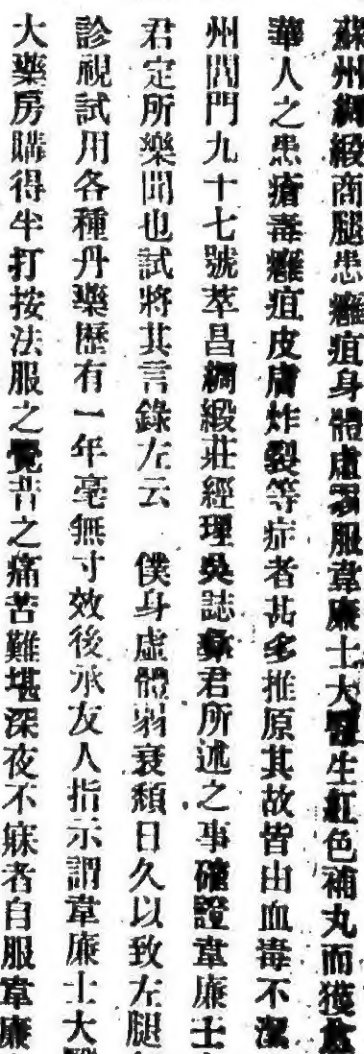 蘇州綢緞商腿患癰疽身體虛弱服韋廉士大醫生紅色補丸而獲
華人之患瘡毒癰疽皮膚炸裂等症者甚多推原其故皆由血毒不潔
州閶門九十七號萃昌綢緞莊經理吳誌君所述之事確證韋廉士
君定所樂聞也試將其言錄左云　僕身虛體弱衰頹日久以致左腿
診視試用各種丹藥歷有一年毫無寸效後承友人指示謂韋廉士大
大藥房購得半打按法服之覺昔之痛苦難堪深夜不寐者自服韋廉